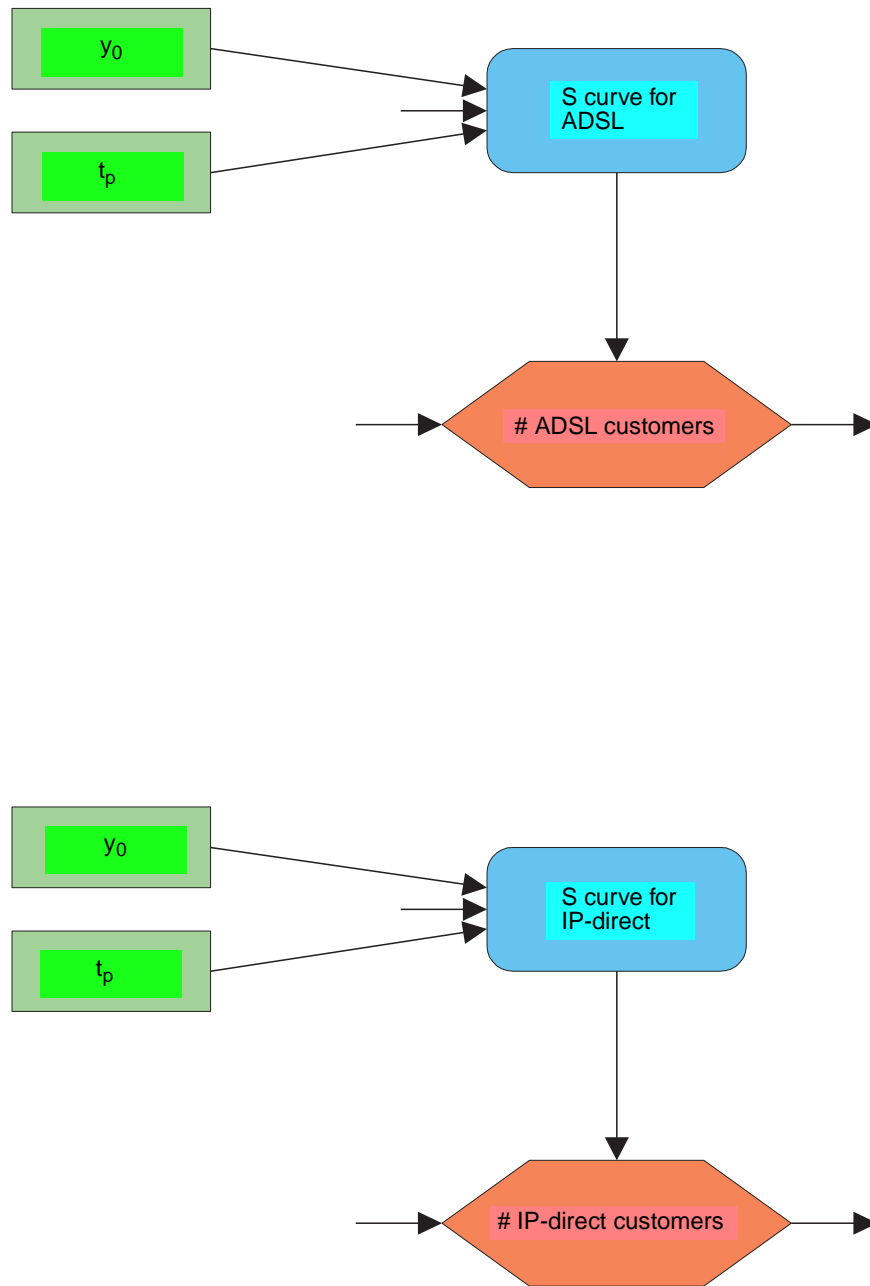 y₀
S curve for
ADSL
tₚ
# ADSL customers
y₀
S curve for
IP-direct
tₚ
# IP-direct customers